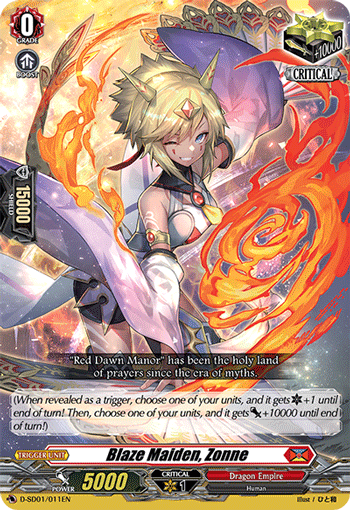 0
GRADE
BOOST
+10000
CRITICAL
15000
SHIELD
"Red Dawn Manor" has been the holy land
of prayers since the era of myths.
(When revealed as a trigger, choose one of your units, and it gets +1 until
end of turn! Then, choose one of your units, and it gets +10000 until end
of turn!)
TRIGGER UNIT
Blaze Maiden, Zonne
POWER 5000
CRITICAL
1
Dragon Empire
Human
D-SD01/011EN
Illust / ひと和